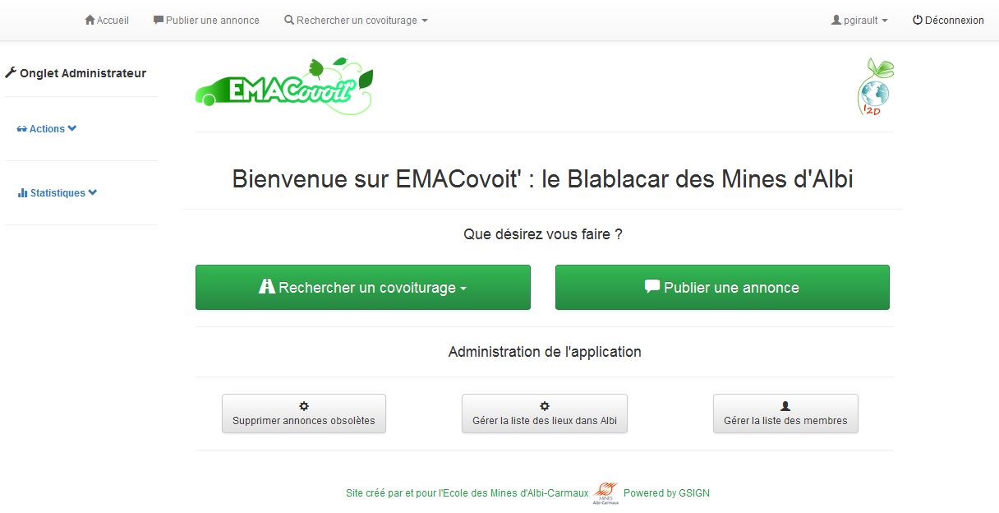 Accueil
Publier une annonce
Rechercher un covoiturage
pgirault
Déconnexion
Onglet Administrateur
Actions
Statistiques
EMACovoit'
I2D
Bienvenue sur EMACovoit' : le Blablacar des Mines d'Albi
Que désirez vous faire ?
Rechercher un covoiturage
Publier une annonce
Administration de l'application
Supprimer annonces obsolètes
Gérer la liste des lieux dans Albi
Gérer la liste des membres
Site créé par et pour l'Ecole des Mines d'Albi-Carmaux
MINES
Albi-Carmaux
Powered by GSIGN